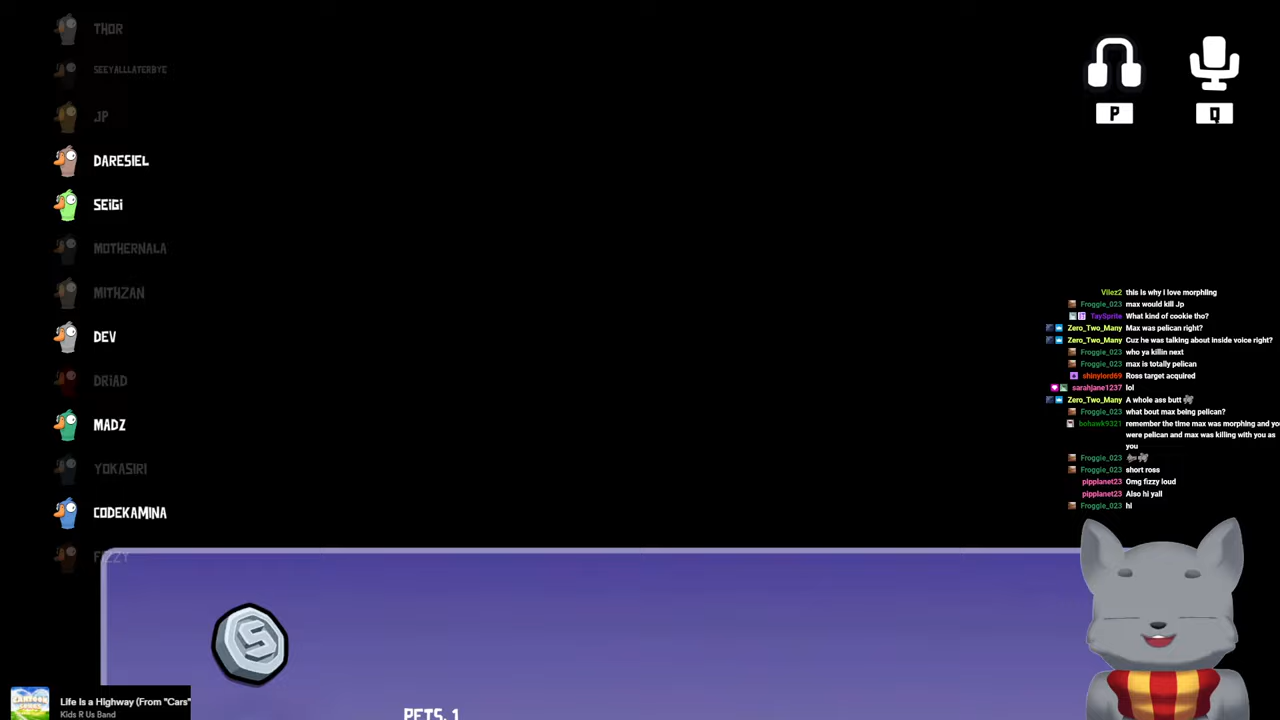 THOR
SEEYALLLATERBYE
JP
DARESIEL
SEIGI
MOTHERNALA
MITHZAN
DEV
DRIAD
MADZ
YOKASIRI
CODEKAMINA
FIZZY
P
Q
Vilez2 this is why I love morphling
Froggie_023 max would kill Jp
TaySprite What kind of cookie tho?
Zero_Two_Many Max was pelican right?
Zero_Two_Many Cuz he was talking about inside voice right?
Froggie_023 who ya killin next
Froggie_023 max is totally pelican
shinylord69 Ross target acquired
sarahjane1237 lol
Zero_Two_Many A whole ass butt
Froggie_023 what bout max being pelican?
bohawk9321 remember the time max was morphing and you
were pelican and max was killing with you as
you
Froggie_023
Froggie_023 short ross
pipplanet23 Omg fizzy loud
pipplanet23 Also hi yall
Froggie_023 hi
S
PETS. 1
Life Is a Highway (From "Cars"
Kids R Us Band